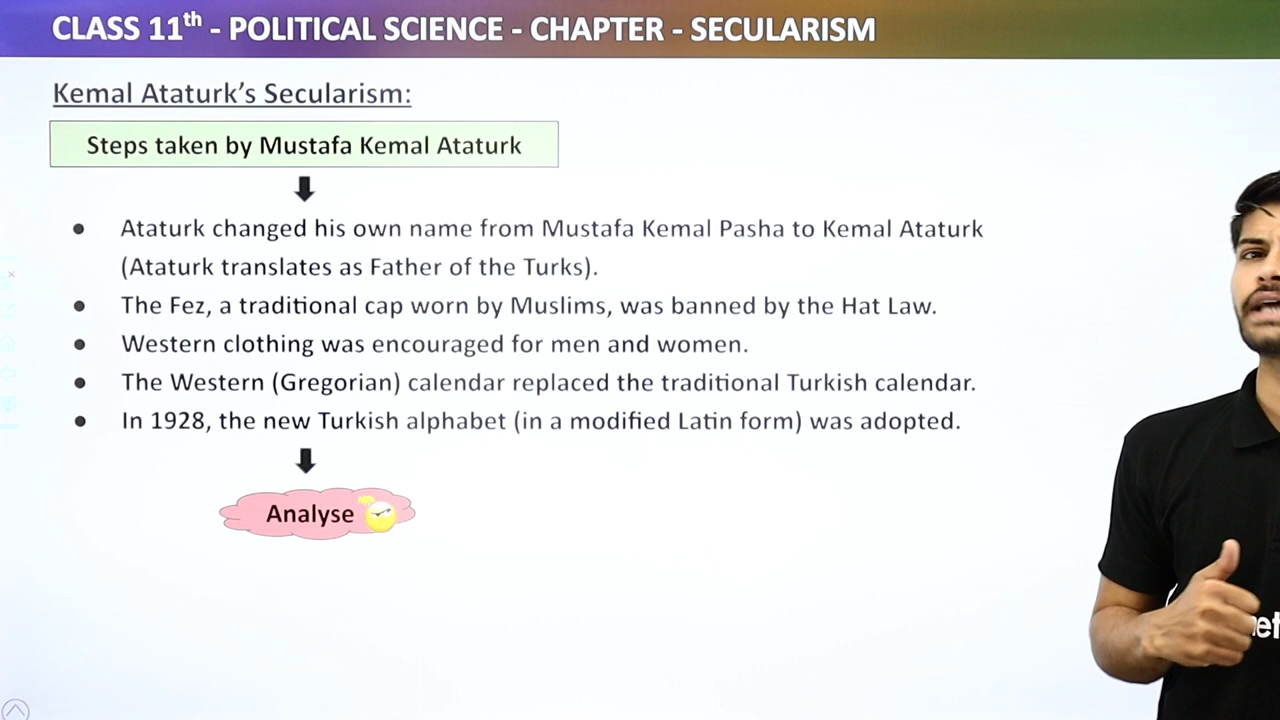 CLASS 11th - POLITICAL SCIENCE - CHAPTER - SECULARISM
Kemal Ataturk's Secularism:
Steps taken by Mustafa Kemal Ataturk
Ataturk changed his own name from Mustafa Kemal Pasha to Kemal Ataturk
(Ataturk translates as Father of the Turks).
The Fez, a traditional cap worn by Muslims, was banned by the Hat Law.
Western clothing was encouraged for men and women.
The Western (Gregorian) calendar replaced the traditional Turkish calendar.
In 1928, the new Turkish alphabet (in a modified Latin form) was adopted.
Analyse